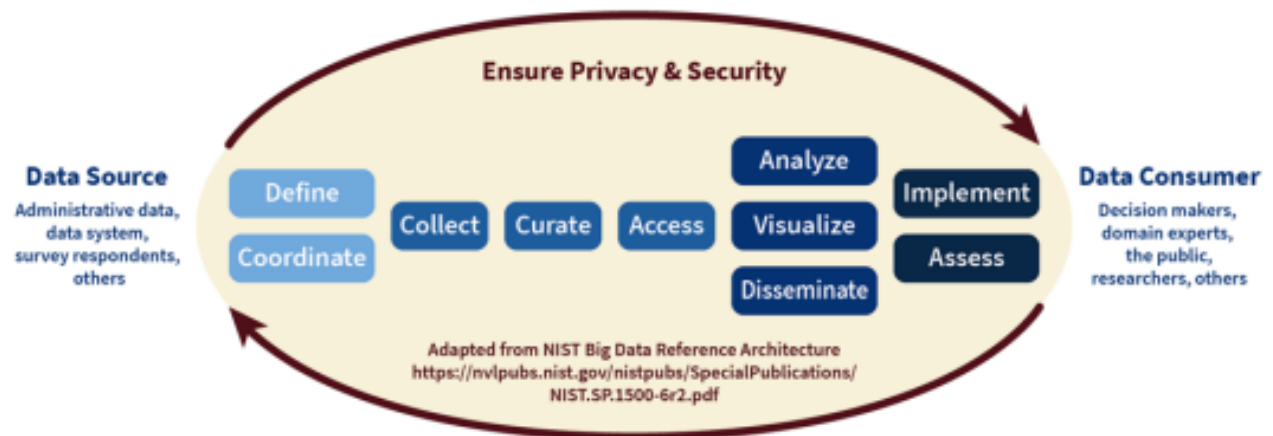 Ensure Privacy & Security
Data Source
Administrative data,
data system,
survey respondents,
others
Define
Coordinate
Collect
Curate
Access
Analyze
Visualize
Disseminate
Implement
Assess
Data Consumer
Decision makers,
domain experts,
the public,
researchers, others
Adapted from NIST Big Data Reference Architecture
https://nvlpubs.nist.gov/nistpubs/SpecialPublications/
NIST.SP.1500-6r2.pdf